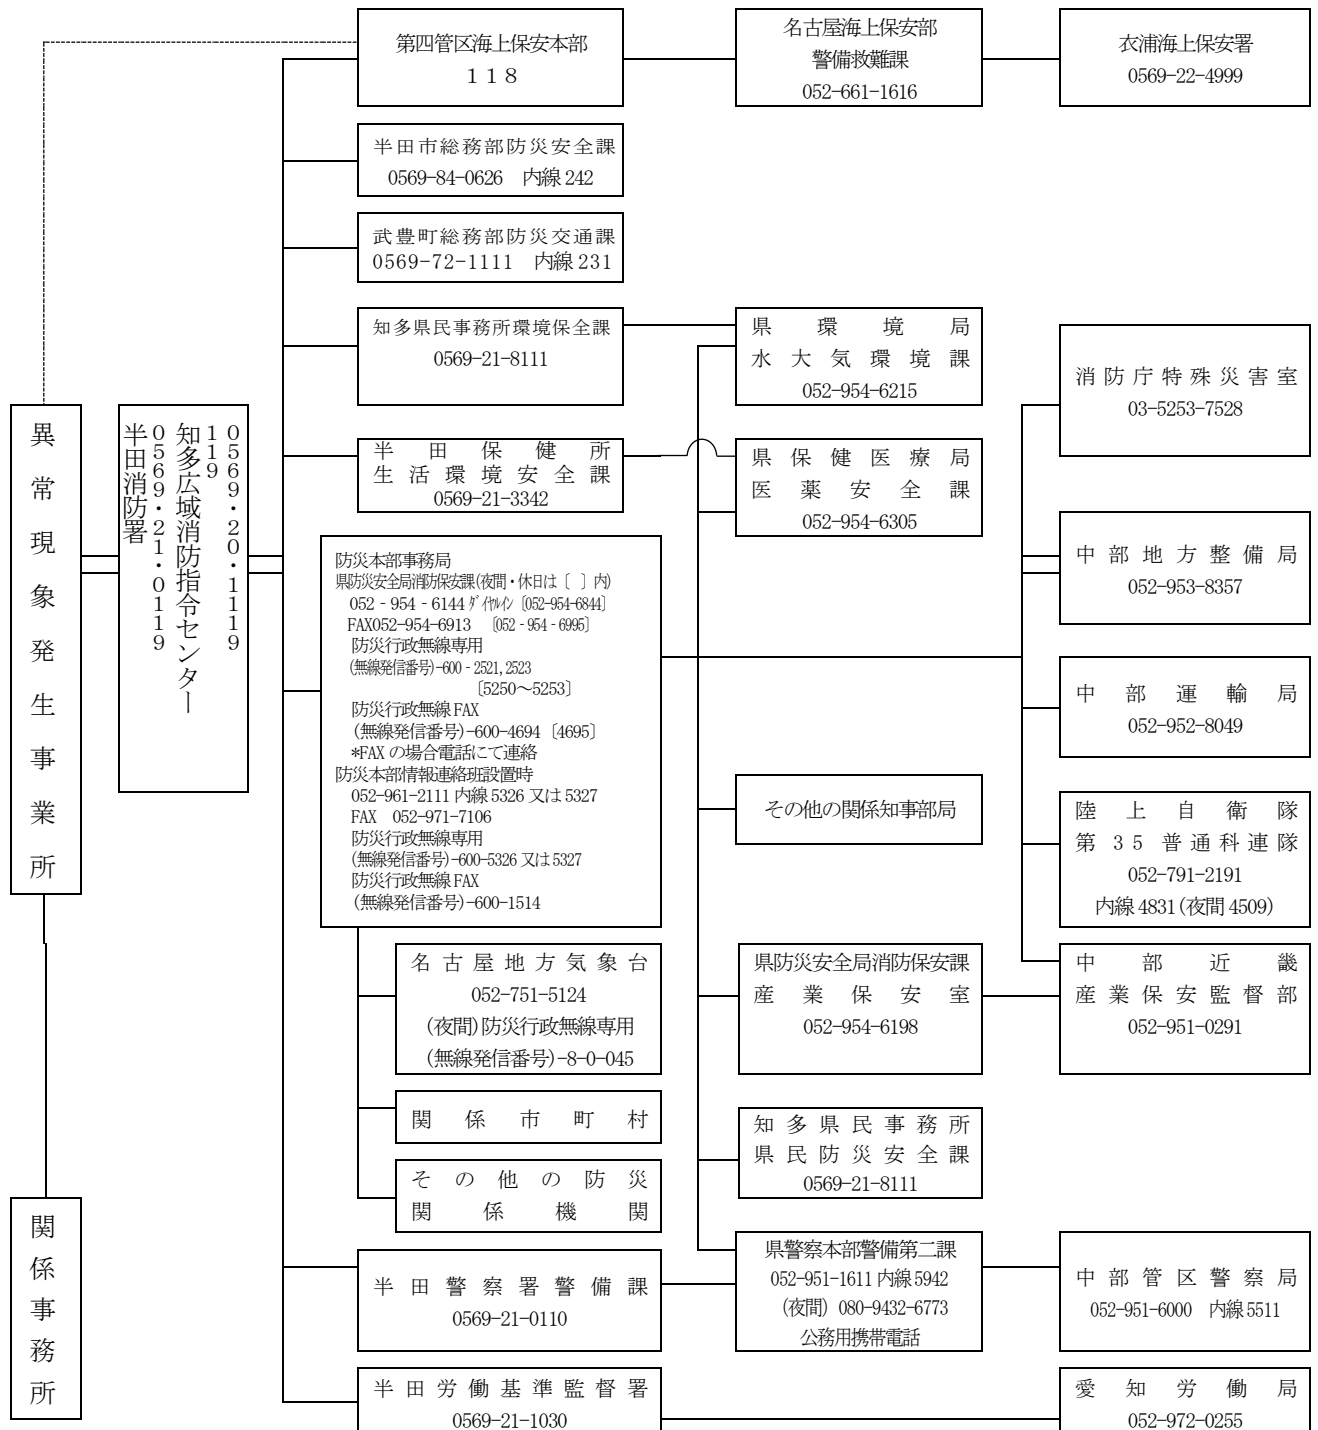 第四管区海上保安本部
１１８
名古屋海上保安部
警備救難課
052-661-1616
衣浦海上保安署
0569-22-4999
半田市総務部防災安全課
0569-84-0626　内線242
武豊町総務部防災交通課
0569-72-1111　内線231
知多県民事務所環境保全課
0569-21-8111
県環境局
水大気環境課
052-954-6215
消防庁特殊災害室
03-5253-7528
異常現象発生事業所
０５６９・２０・１１１９
１１９
知多広域消防指令センター
０５６９・２１・０１１９
半田消防署
半田保健所
生活環境安全課
0569-21-3342
県保健医療局
医薬安全課
052-954-6305
防災本部事務局
県防災安全局消防保安課(夜間・休日は〔　〕内)
052‐954‐6144ﾀﾞｲﾔﾙｲﾝ〔052-954-6844〕
FAX052-954-6913　〔052‐954‐6995〕
防災行政無線専用
(無線発信番号)-600‐2521,2523
〔5250～5253〕
防災行政無線FAX
(無線発信番号)-600-4694〔4695〕
*FAXの場合電話にて連絡
防災本部情報連絡班設置時
052-961-2111内線5326又は5327
FAX　052-971-7106
防災行政無線専用
(無線発信番号)-600-5326又は5327
防災行政無線FAX
(無線発信番号)-600-1514
中部地方整備局
052-953-8357
中部運輸局
052-952-8049
その他の関係知事部局
陸上自衛隊
第35普通科連隊
052-791-2191
内線4831(夜間4509)
名古屋地方気象台
052-751-5124
(夜間)防災行政無線専用
(無線発信番号)-8-0-045
県防災安全局消防保安課
産業保安室
052-954-6198
中部近畿
産業保安監督部
052-951-0291
関係市町村
知多県民事務所
県民防災安全課
0569-21-8111
その他の防災
関係機関
関係事務所
半田警察署警備課
0569-21-0110
県警察本部警備第二課
052-951-1611内線5942
(夜間) 080-9432-6773
公務用携帯電話
中部管区警察局
052-951-6000　内線5511
半田労働基準監督署
0569-21-1030
愛知労働局
052-972-0255